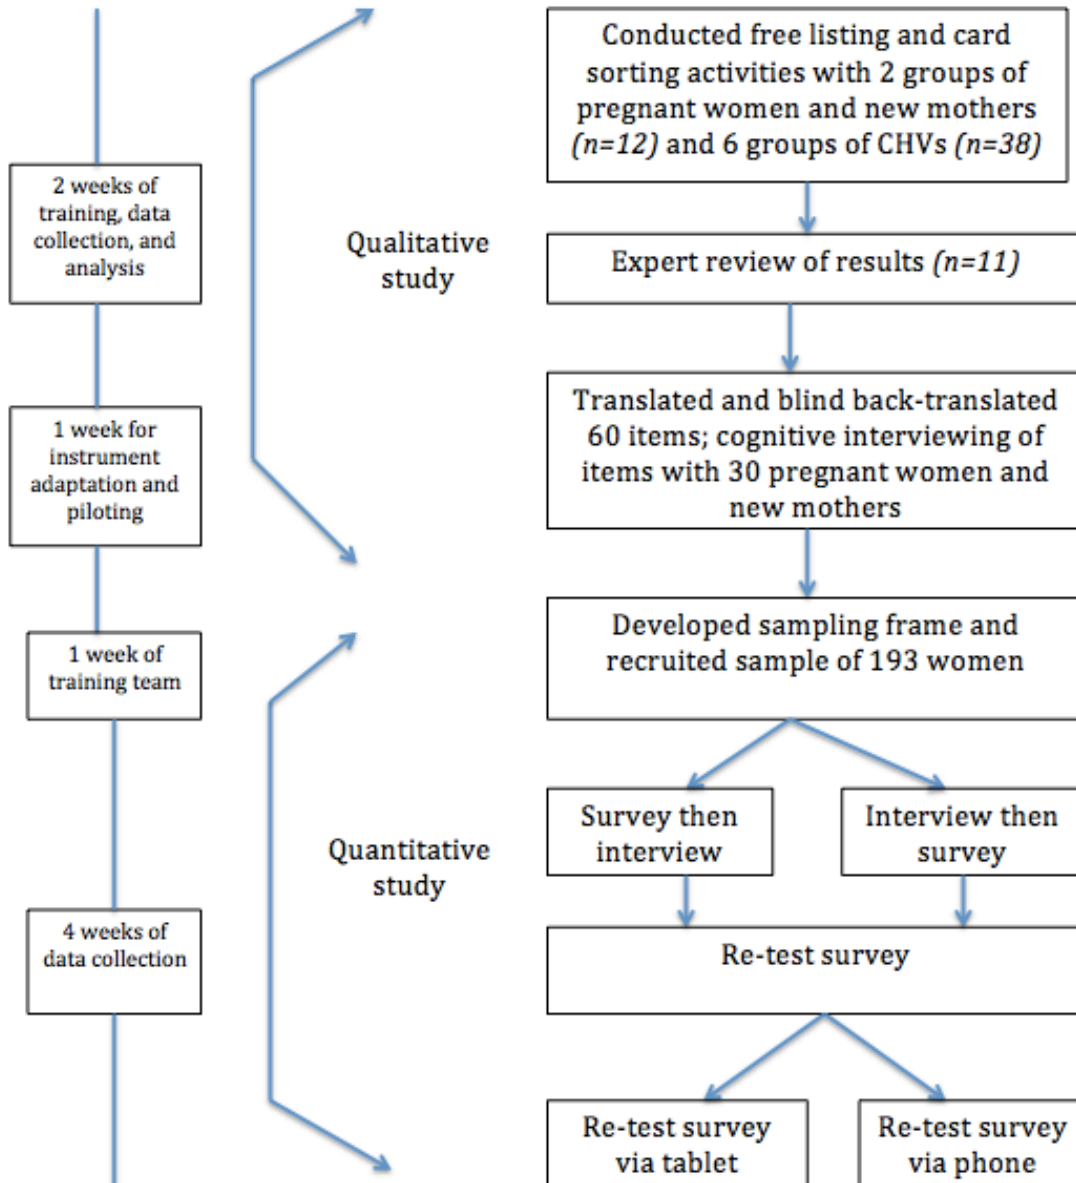 2 weeks of
training, data
collection, and
analysis
1 week for
instrument
adaptation and
piloting
1 week of
training team
4 weeks of
data collection
Qualitative
study
Quantitative
study
Conducted free listing and card
sorting activities with 2 groups of
pregnant women and new mothers
(n=12) and 6 groups of CHVs (n=38)
Expert review of results (n=11)
Translated and blind back-translated
60 items; cognitive interviewing of
items with 30 pregnant women and
new mothers
Developed sampling frame and
recruited sample of 193 women
Survey then
interview
Interview then
survey
Re-test survey
Re-test survey
via tablet
Re-test survey
via phone